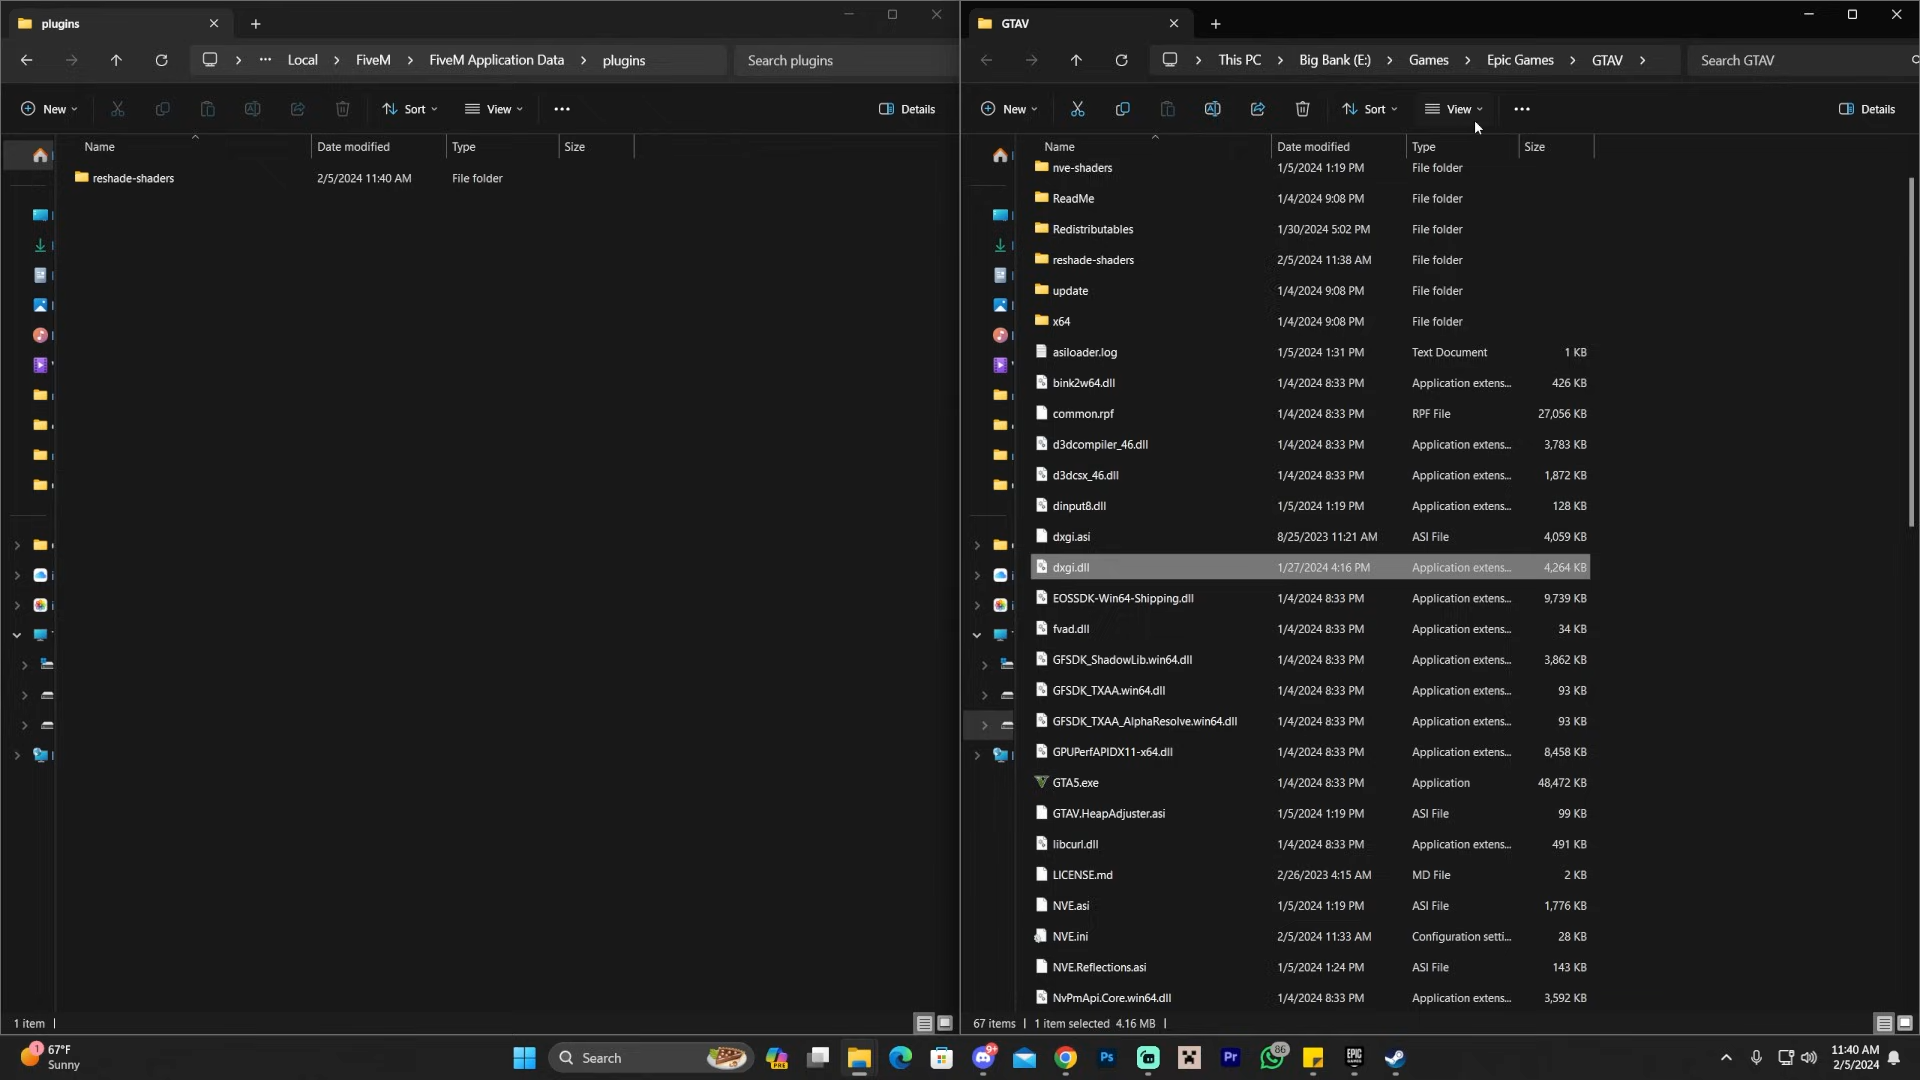 plugins
Local > FiveM > FiveM Application Data > plugins
Search plugins
New
Sort
View
Details
Name Date modified Type Size
reshade-shaders 2/5/2024 11:40 AM File folder
1 item
GTAV
This PC > Big Bank (E:) > Games > Epic Games > GTAV >
Search GTAV
New
Sort
View
Details
Name Date modified Type Size
nve-shaders 1/5/2024 1:19 PM File folder
ReadMe 1/4/2024 9:08 PM File folder
Redistributables 1/30/2024 5:02 PM File folder
reshade-shaders 2/5/2024 11:38 AM File folder
update 1/4/2024 9:08 PM File folder
x64 1/4/2024 9:08 PM File folder
asiloader.log 1/5/2024 1:31 PM Text Document 1 KB
bink2w64.dll 1/4/2024 8:33 PM Application extens... 426 KB
common.rpf 1/4/2024 8:33 PM RPF File 27,056 KB
d3dcompiler_46.dll 1/4/2024 8:33 PM Application extens... 3,783 KB
d3dcsx_46.dll 1/4/2024 8:33 PM Application extens... 1,872 KB
dinput8.dll 1/5/2024 1:19 PM Application extens... 128 KB
dxgi.asi 8/25/2023 11:21 AM ASI File 4,059 KB
dxgi.dll 1/27/2024 4:16 PM Application extens... 4,264 KB
EOSSDK-Win64-Shipping.dll 1/4/2024 8:33 PM Application extens... 9,739 KB
fvad.dll 1/4/2024 8:33 PM Application extens... 34 KB
GFSDK_ShadowLib.win64.dll 1/4/2024 8:33 PM Application extens... 3,862 KB
GFSDK_TXAA.win64.dll 1/4/2024 8:33 PM Application extens... 93 KB
GFSDK_TXAA_AlphaResolve.win64.dll 1/4/2024 8:33 PM Application extens... 93 KB
GPUPerfAPIDX11-x64.dll 1/4/2024 8:33 PM Application extens... 8,458 KB
GTA5.exe 1/4/2024 8:33 PM Application 48,472 KB
GTAV.HeapAdjuster.asi 1/5/2024 1:19 PM ASI File 99 KB
libcurl.dll 1/4/2024 8:33 PM Application extens... 491 KB
LICENSE.md 2/26/2023 4:15 AM MD File 2 KB
NVE.asi 1/5/2024 1:19 PM ASI File 1,776 KB
NVE.ini 2/5/2024 11:33 AM Configuration setti... 28 KB
NVE.Reflections.asi 1/5/2024 1:24 PM ASI File 143 KB
NvPmApi.Core.win64.dll 1/4/2024 8:33 PM Application extens... 3,592 KB
67 items 1 item selected 4.16 MB
1
67°F
Sunny
Search
PRE
9+
Ps
Pr
86
EPIC
GAMES
11:40 AM
2/5/2024